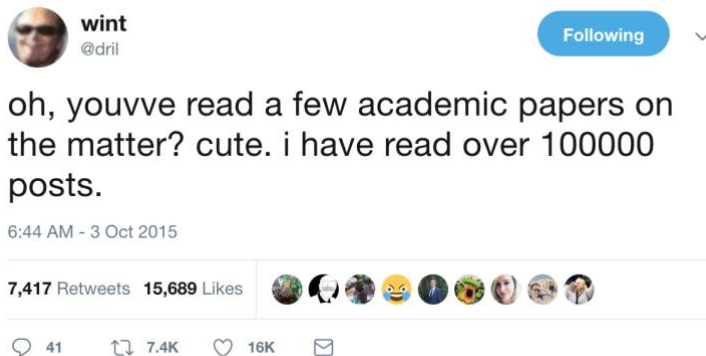 wint
@dril
Following
oh, youvve read a few academic papers on
the matter? cute. i have read over 100000
posts.
6:44 AM - 3 Oct 2015
7,417 Retweets 15,689 Likes
41 7.4K 16K